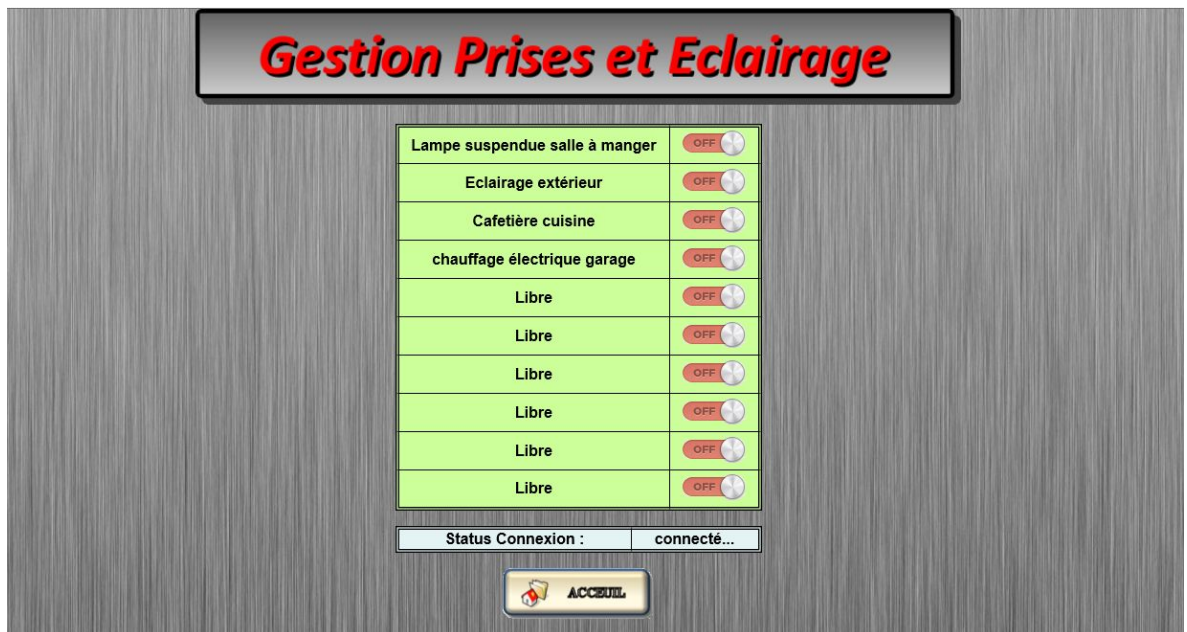 Gestion Prises et Eclairage
Lampe suspendue salle à manger OFF
Eclairage extérieur OFF
Cafetière cuisine OFF
chauffage électrique garage OFF
Libre OFF
Libre OFF
Libre OFF
Libre OFF
Libre OFF
Libre OFF
Status Connexion : connecté...
ACCEUIL